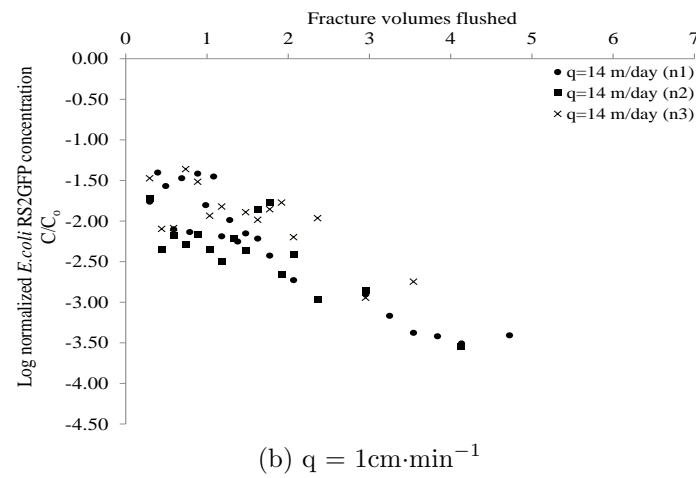 Fracture volumes flushed
0 1 2 3 4 5 6 7
0.00
-0.50
-1.00
-1.50
-2.00
-2.50
-3.00
-3.50
-4.00
-4.50
Log normalized E.coli RS2GFP concentration
C/Cₒ
q=14 m/day (n1)
q=14 m/day (n2)
q=14 m/day (n3)
(b) q = 1cm·min⁻¹